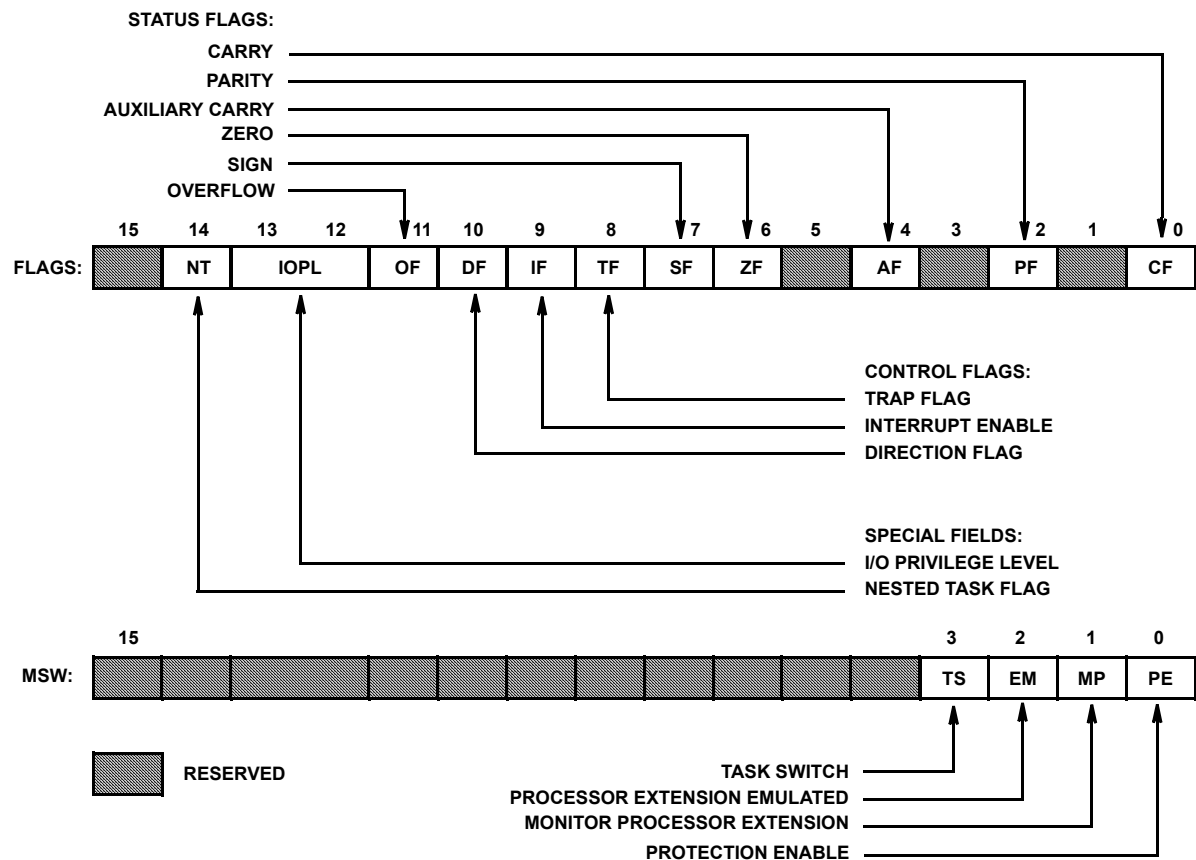 STATUS FLAGS:
CARRY
PARITY
AUXILIARY CARRY
ZERO
SIGN
OVERFLOW
15 14 13 12 11 10 9 8 7 6 5 4 3 2 1 0
FLAGS: NT IOPL OF DF IF TF SF ZF AF PF CF
CONTROL FLAGS:
TRAP FLAG
INTERRUPT ENABLE
DIRECTION FLAG
SPECIAL FIELDS:
I/O PRIVILEGE LEVEL
NESTED TASK FLAG
15 3 2 1 0
MSW: TS EM MP PE
RESERVED
TASK SWITCH
PROCESSOR EXTENSION EMULATED
MONITOR PROCESSOR EXTENSION
PROTECTION ENABLE